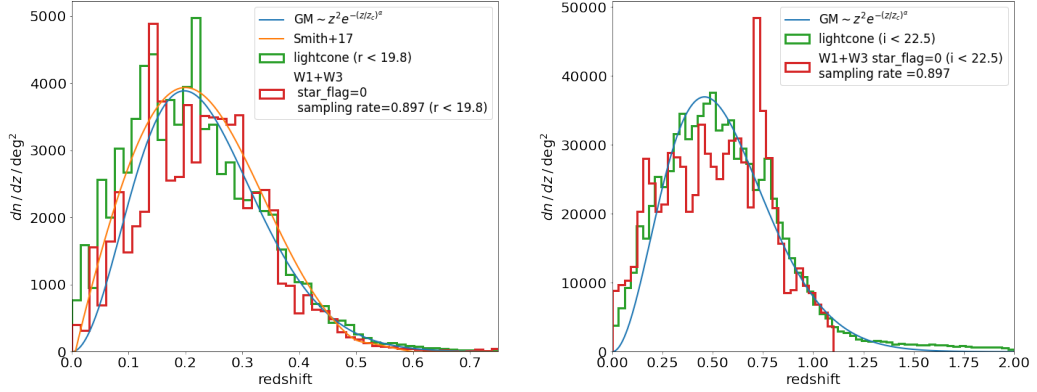 GM ~ z²e^{-(z/z_c)^α}
Smith+17
lightcone (r < 19.8)
W1+W3
star_flag=0
sampling rate=0.897 (r < 19.8)
5000
4000
3000
2000
1000
0
dn / dz / deg²
0.0 0.1 0.2 0.3 0.4 0.5 0.6 0.7
redshift
GM ~ z²e^{-(z/z_c)^α}
lightcone (i < 22.5)
W1+W3 star_flag=0 (i < 22.5)
sampling rate =0.897
50000
40000
30000
20000
10000
0
dn / dz / deg²
0.00 0.25 0.50 0.75 1.00 1.25 1.50 1.75 2.00
redshift